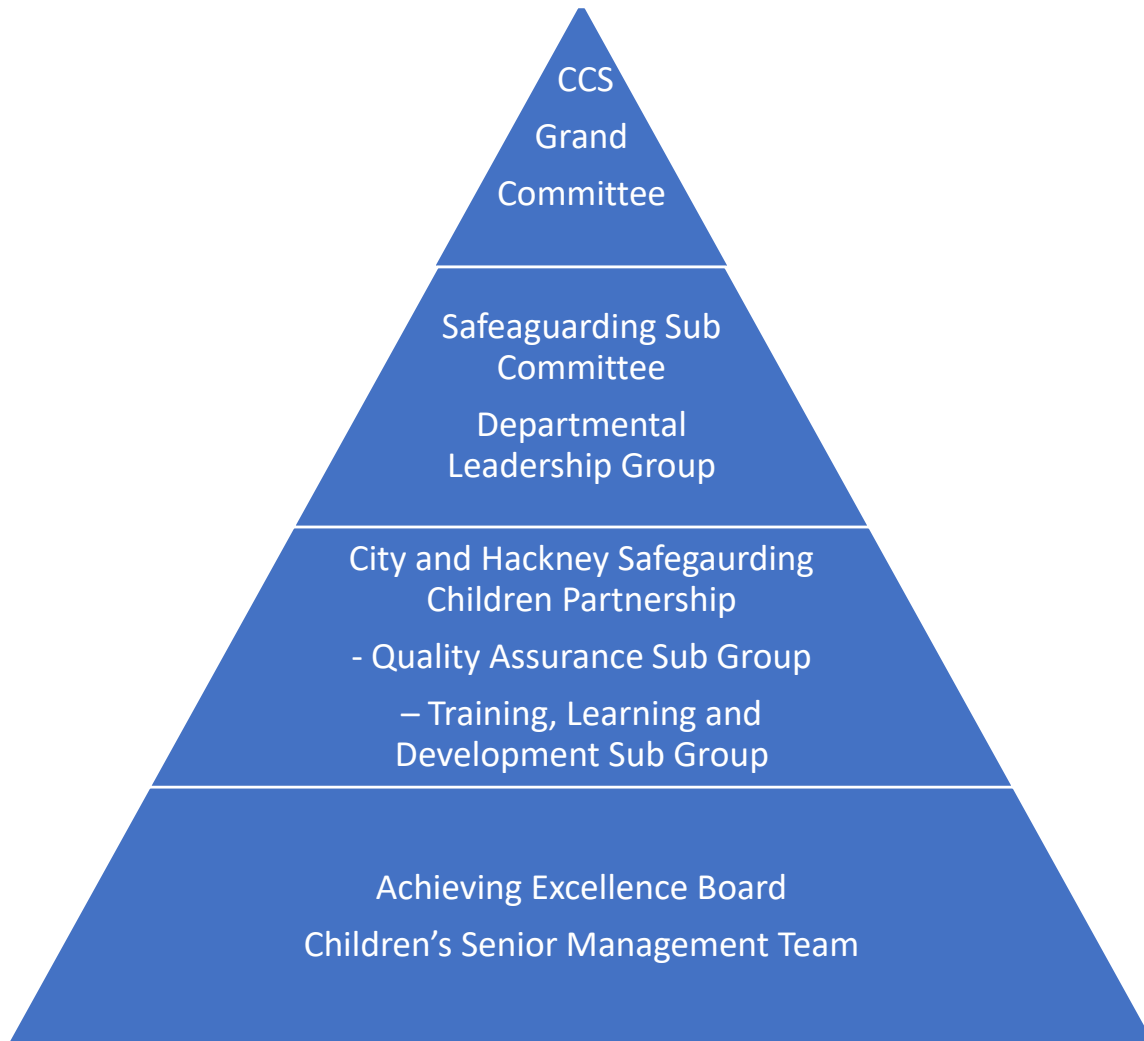 CCS
Grand
Committee
Safeaguarding Sub
Committee
Departmental
Leadership Group
City and Hackney Safegaurding
Children Partnership
- Quality Assurance Sub Group
– Training, Learning and
Development Sub Group
Achieving Excellence Board
Children’s Senior Management Team